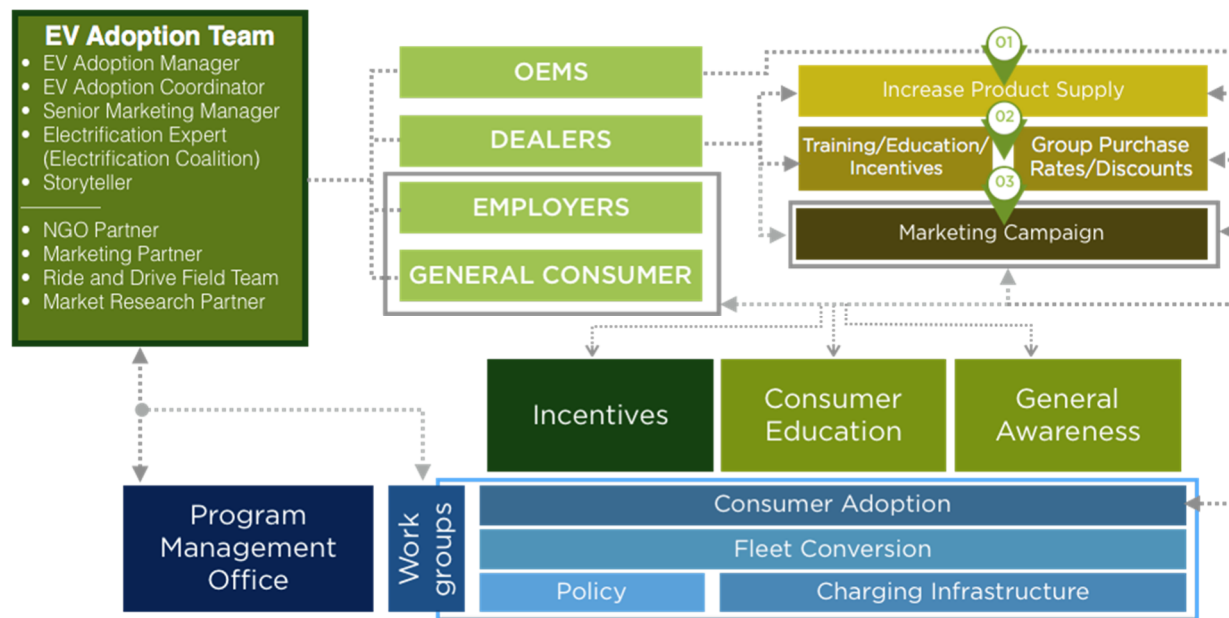 EV Adoption Team
• EV Adoption Manager
• EV Adoption Coordinator
• Senior Marketing Manager
• Electrification Expert
(Electrification Coalition)
• Storyteller
• NGO Partner
• Marketing Partner
• Ride and Drive Field Team
• Market Research Partner
OEMS
DEALERS
EMPLOYERS
GENERAL CONSUMER
01
Increase Product Supply
02
Training/Education/
Incentives
Group Purchase
Rates/Discounts
03
Marketing Campaign
Incentives
Consumer
Education
General
Awareness
Program
Management
Office
Work
groups
Consumer Adoption
Fleet Conversion
Policy
Charging Infrastructure